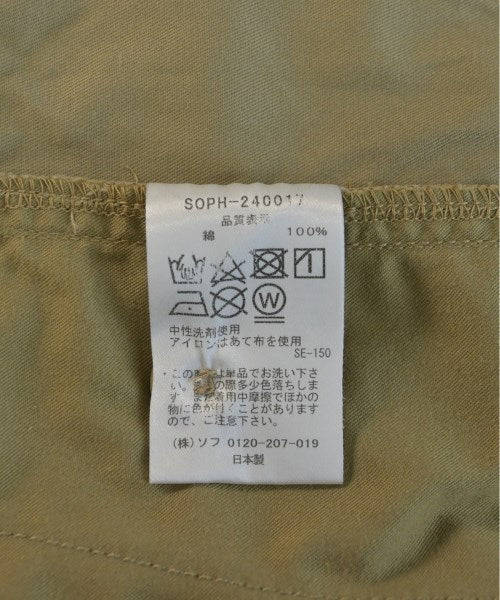 SOPH-240017
品質表示
綿 100%
W
中性洗剤使用
アイロンはあて布を使用
SE-150
・この は単品でお洗い下さ
い。 の際多少色落ちしま
す。また着用中摩擦でほかの
物に色が付くことがあります
ので、ご注意下さい。
(株)ソフ 0120-207-019
日本製